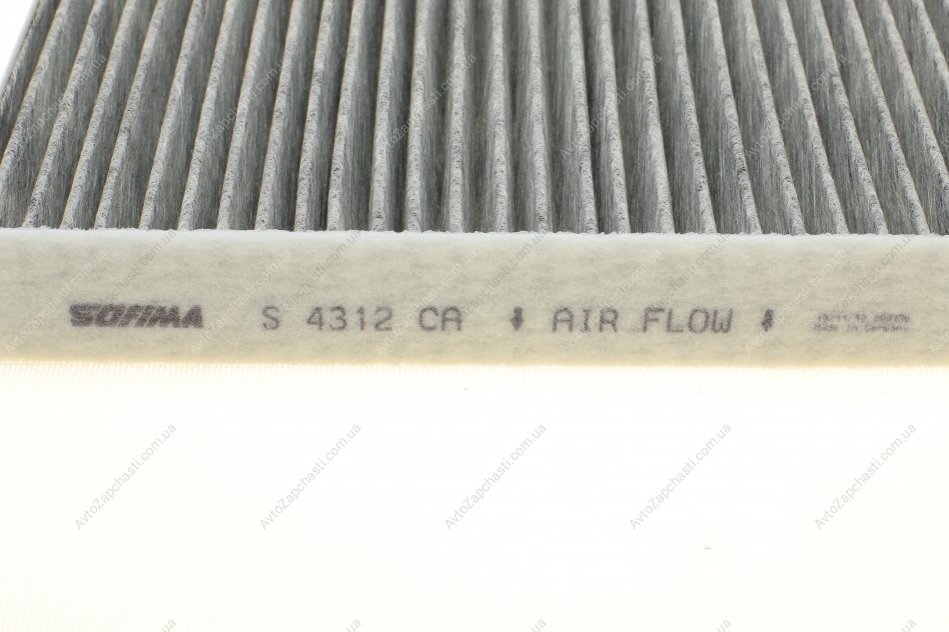 SOFIMA S 4312 CA ⬇ AIR FLOW ⬇
Made in Germany
AvtoZapchasti.com.ua